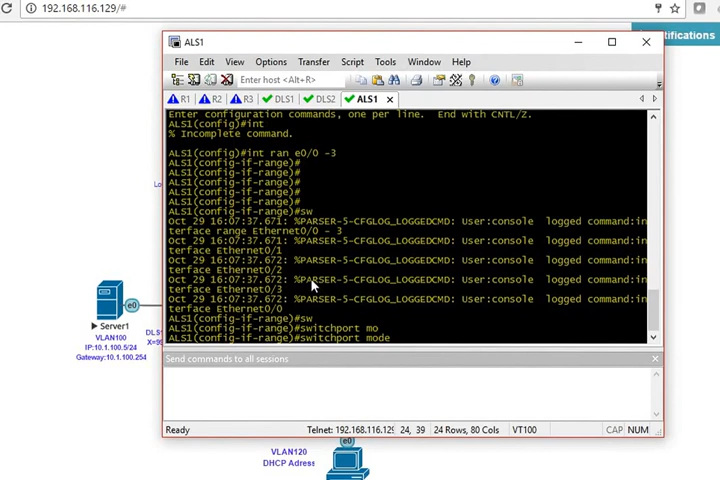 192.168.116.129/#
tifications
ALS1
File Edit View Options Transfer Script Tools Window Help
Enter host <Alt+R>
R1 R2 R3 DLS1 DLS2 ALS1
Enter configuration commands, one per line. End with CNTL/Z.
ALS1(config)#int
% Incomplete command.
ALS1(config)#int ran e0/0 -3
ALS1(config-if-range)#
ALS1(config-if-range)#
ALS1(config-if-range)#
ALS1(config-if-range)#
ALS1(config-if-range)#
ALS1(config-if-range)#sw
Oct 29 16:07:37.671: %PARSER-5-CFGLOG_LOGGEDCMD: User:console logged command:in
terface range Ethernet0/0 - 3
Oct 29 16:07:37.671: %PARSER-5-CFGLOG_LOGGEDCMD: User:console logged command:in
terface Ethernet0/1
Oct 29 16:07:37.672: %PARSER-5-CFGLOG_LOGGEDCMD: User:console logged command:in
terface Ethernet0/2
Oct 29 16:07:37.672: %PARSER-5-CFGLOG_LOGGEDCMD: User:console logged command:in
terface Ethernet0/3
Oct 29 16:07:37.672: %PARSER-5-CFGLOG_LOGGEDCMD: User:console logged command:in
terface Ethernet0/0
ALS1(config-if-range)#sw
ALS1(config-if-range)#switchport mo
ALS1(config-if-range)#switchport mode
Send commands to all sessions
Ready Telnet: 192.168.116.129 24, 39 24 Rows, 80 Cols VT100 CAP NUM
Lo
e0
Server1
VLAN100
IP:10.1.100.5/24
Gateway:10.1.100.254
DLS1
X=99
e0
VLAN120
DHCP Adress